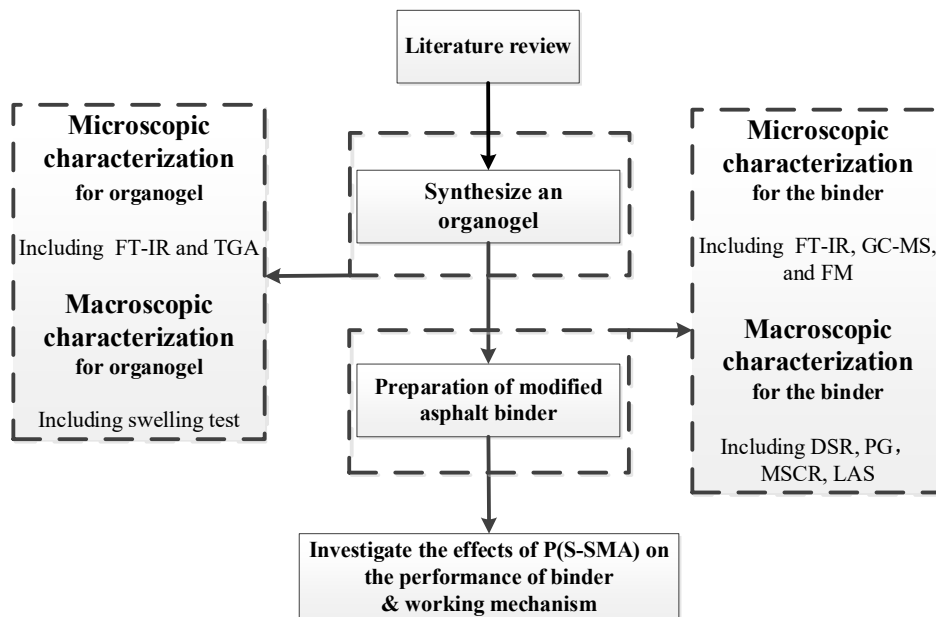 Literature review
Microscopic
characterization
for organogel
Including FT-IR and TGA
Macroscopic
characterization
for organogel
Including swelling test
Synthesize an
organogel
Preparation of modified
asphalt binder
Microscopic
characterization
for the binder
Including FT-IR, GC-MS,
and FM
Macroscopic
characterization
for the binder
Including DSR, PG，
MSCR, LAS
Investigate the effects of P(S-SMA) on
the performance of binder
& working mechanism